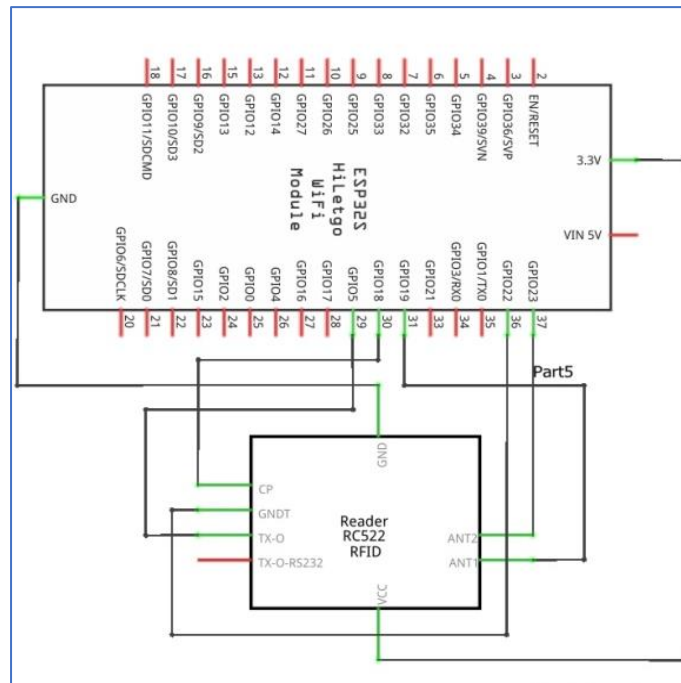 18
17
16
15
13
12
11
10
9
8
7
6
5
4
3
2
GPIO11/SDCMD
GPIO10/SD3
GPIO9/SD2
GPIO13
GPIO12
GPIO14
GPIO27
GPIO26
GPIO25
GPIO33
GPIO32
GPIO35
GPIO34
GPIO39/SVN
GPIO36/SVP
EN/RESET
3.3V
GND
ESP32S
HiLetgo
WiFi
Module
VIN 5V
GPIO6/SDCLK
GPIO7/SD0
GPIO8/SD1
GPIO15
GPIO2
GPIO0
GPIO4
GPIO16
GPIO17
GPIO5
GPIO18
GPIO19
GPIO21
GPIO3/RX0
GPIO1/TX0
GPIO22
GPIO23
20
21
22
23
24
25
26
27
28
29
30
31
33
34
35
36
37
Part5
GND
CP
GNDT
TX-O
TX-O-RS232
Reader
RC522
RFID
ANT2
ANT1
VCC